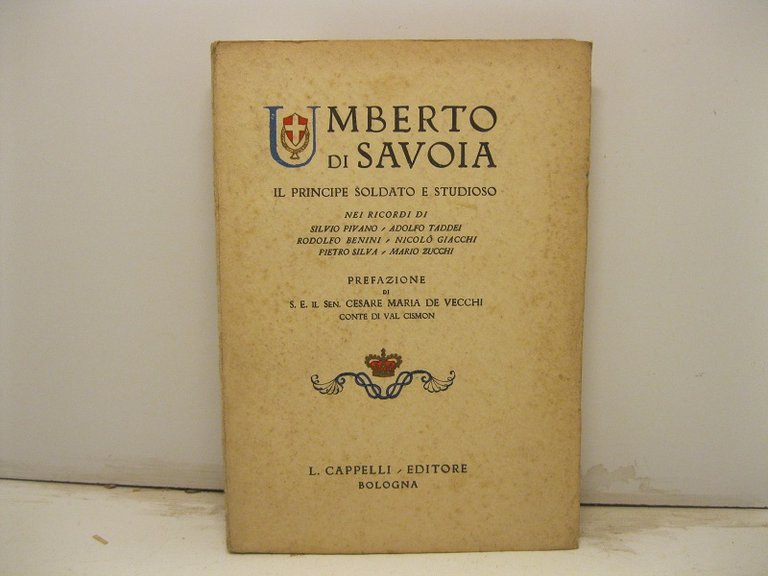 UMBERTO
DI SAVOIA
IL PRINCIPE SOLDATO E STUDIOSO
NEI RICORDI DI
SILVIO PIVANO - ADOLFO TADDEI
RODOLFO BENINI - NICOLÓ GIACCHI
PIETRO SILVA - MARIO ZUCCHI
PREFAZIONE
DI
S. E. IL SEN. CESARE MARIA DE VECCHI
CONTE DI VAL CISMON
L. CAPPELLI - EDITORE
BOLOGNA